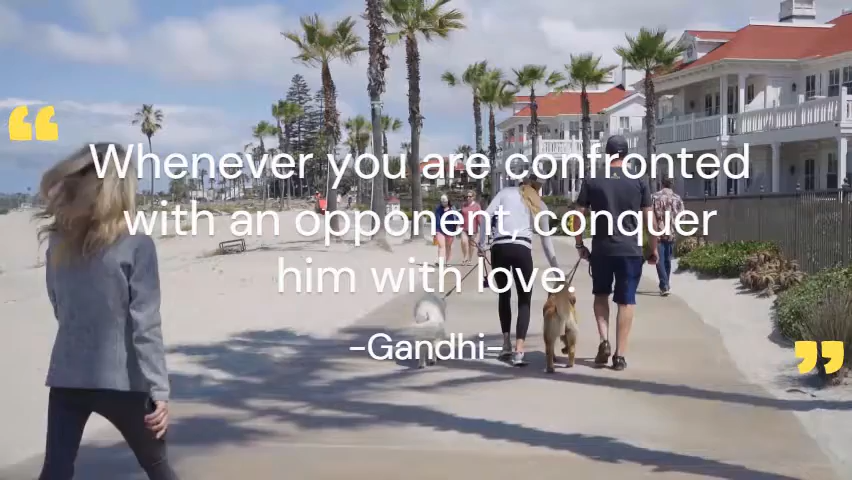 “
Whenever you are confronted
with an opponent, conquer
him with love.
-Gandhi-
”